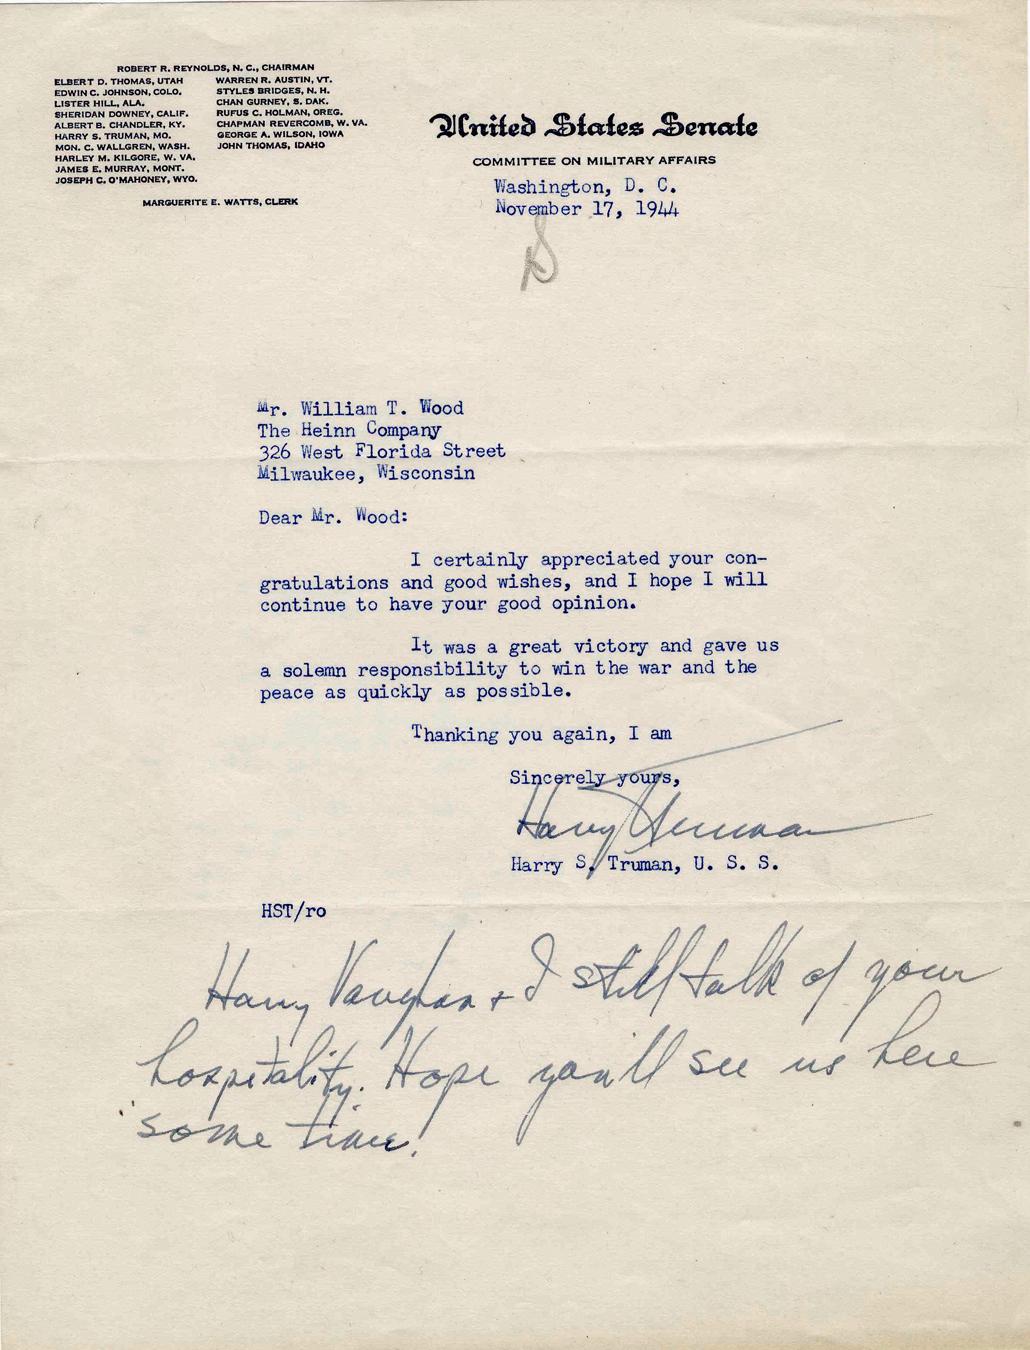 ROBERT R. REYNOLDS, N. C., CHAIRMAN
ELBERT D. THOMAS, UTAH
EDWIN C. JOHNSON, COLO.
LISTER HILL, ALA.
SHERIDAN DOWNEY, CALIF.
ALBERT B. CHANDLER, KY.
HARRY S. TRUMAN, MO.
MON. C. WALLGREN, WASH.
HARLEY M. KILGORE, W. VA.
JAMES E. MURRAY, MONT.
JOSEPH C. O'MAHONEY, WYO.
WARREN R. AUSTIN, VT.
STYLES BRIDGES, N. H.
CHAN GURNEY, S. DAK.
RUFUS C. HOLMAN, OREG.
CHAPMAN REVERCOMB, W. VA.
GEORGE A. WILSON, IOWA
JOHN THOMAS, IDAHO
MARGUERITE E. WATTS, CLERK
United States Senate
COMMITTEE ON MILITARY AFFAIRS
Washington, D. C.
November 17, 1944
Mr. William T. Wood
The Heinn Company
326 West Florida Street
Milwaukee, Wisconsin
Dear Mr. Wood:
I certainly appreciated your con-
gratulations and good wishes, and I hope I will
continue to have your good opinion.
It was a great victory and gave us
a solemn responsibility to win the war and the
peace as quickly as possible.
Thanking you again, I am
Sincerely yours,
Harry Truman
Harry S. Truman, U. S. S.
HST/ro
Harry Vaughan + I still talk of your
hospitality. Hope you'll see us here
some time!